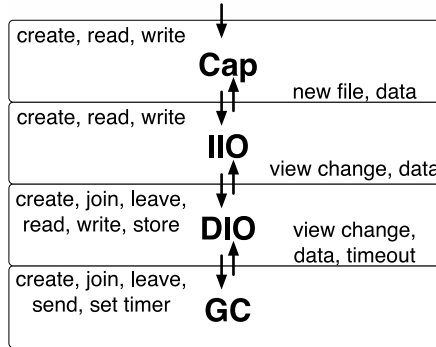 create, read, write
Cap
new file, data
create, read, write
IIO
view change, data
create, join, leave,
read, write, store
DIO
view change,
data, timeout
create, join, leave,
send, set timer
GC